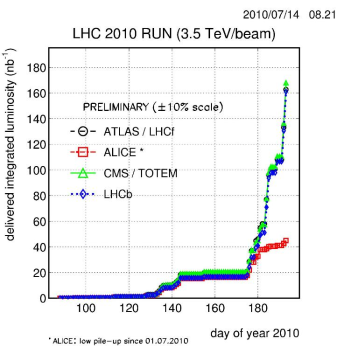 2010/07/14 08.21
LHC 2010 RUN (3.5 TeV/beam)
delivered integrated luminosity (nb⁻¹)
180
160
140
120
100
80
60
40
20
0
PRELIMINARY (±10% scale)
ATLAS / LHCf
ALICE *
CMS / TOTEM
LHCb
100 120 140 160 180
day of year 2010
* ALICE: low pile-up since 01.07.2010